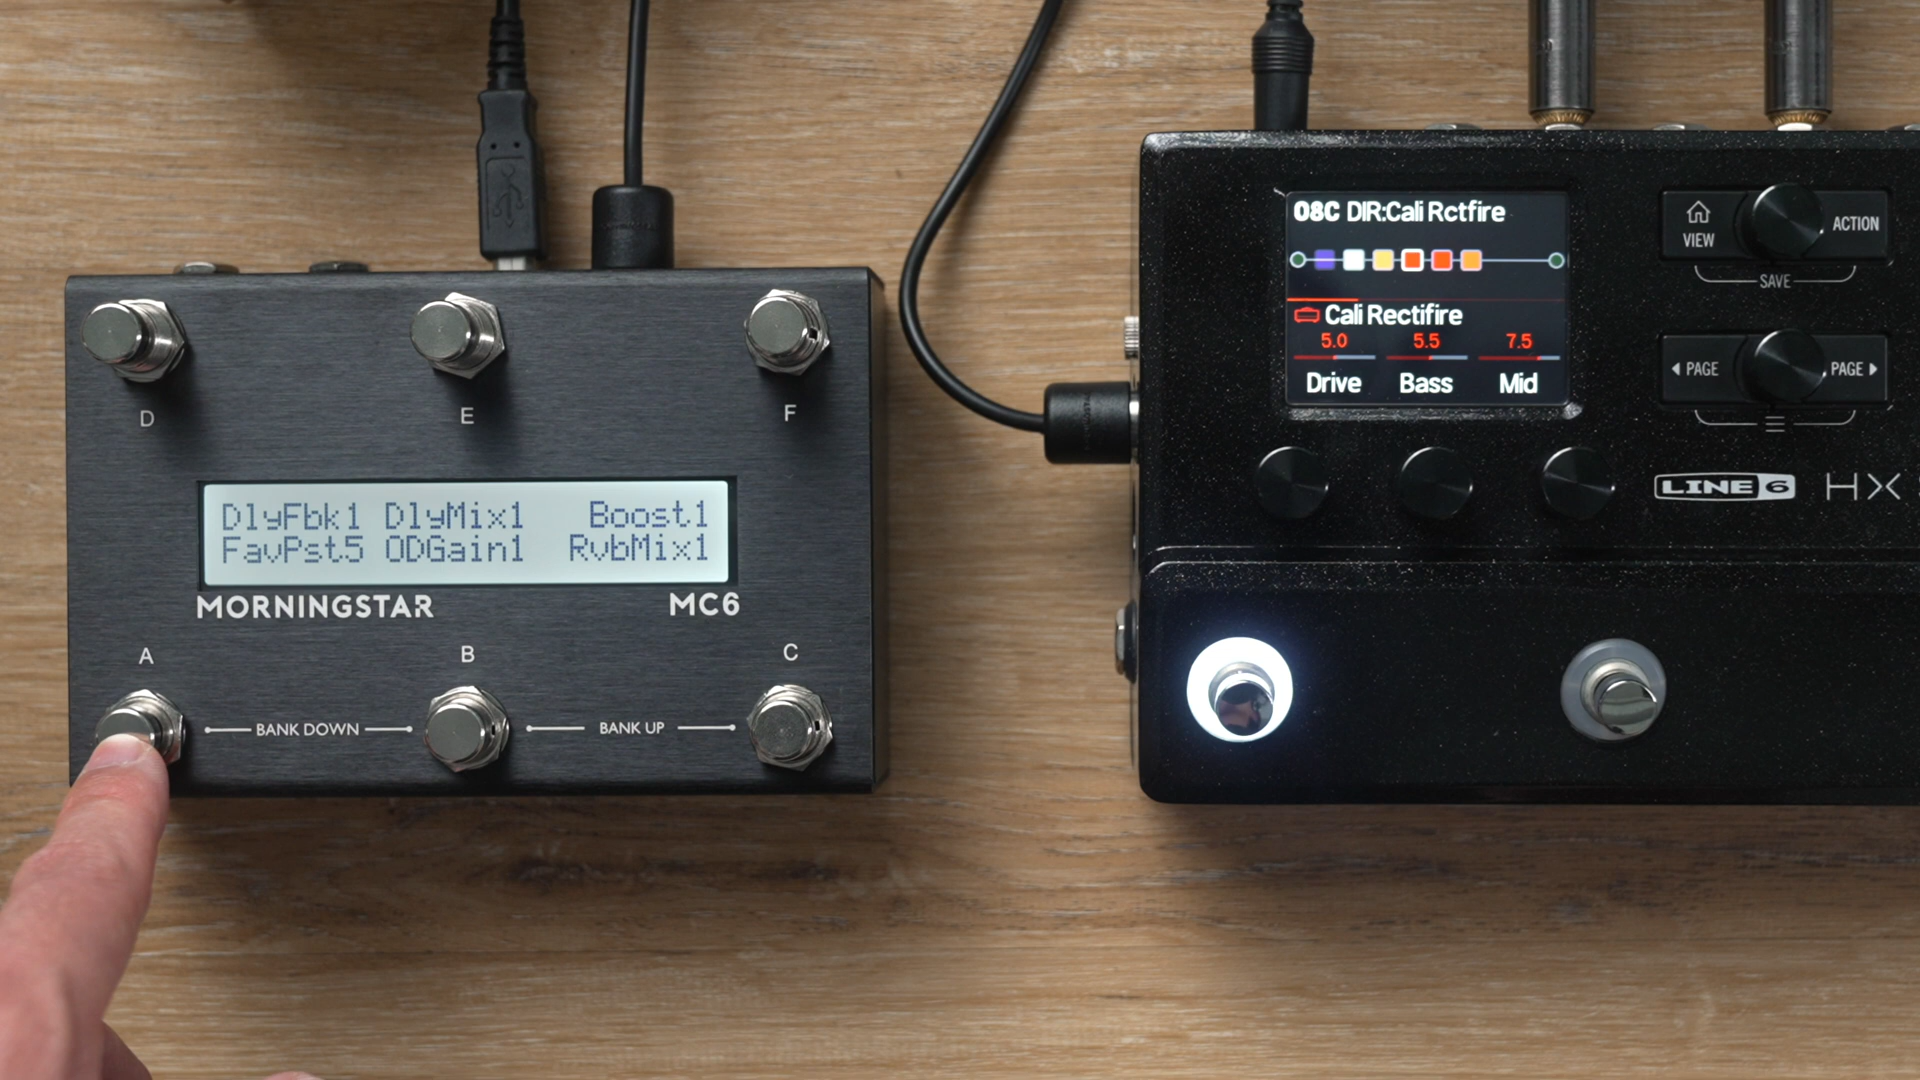 D
E
F
DlyFbk1 DlyMix1 Boost1
FavPst5 ODGain1 RvbMix1
MORNINGSTAR MC6
A
B
C
BANK DOWN
BANK UP
08C DIR:Cali Rctfire
Cali Rectifire
5.0 5.5 7.5
Drive Bass Mid
VIEW
ACTION
SAVE
PAGE
PAGE
LINE 6 HX